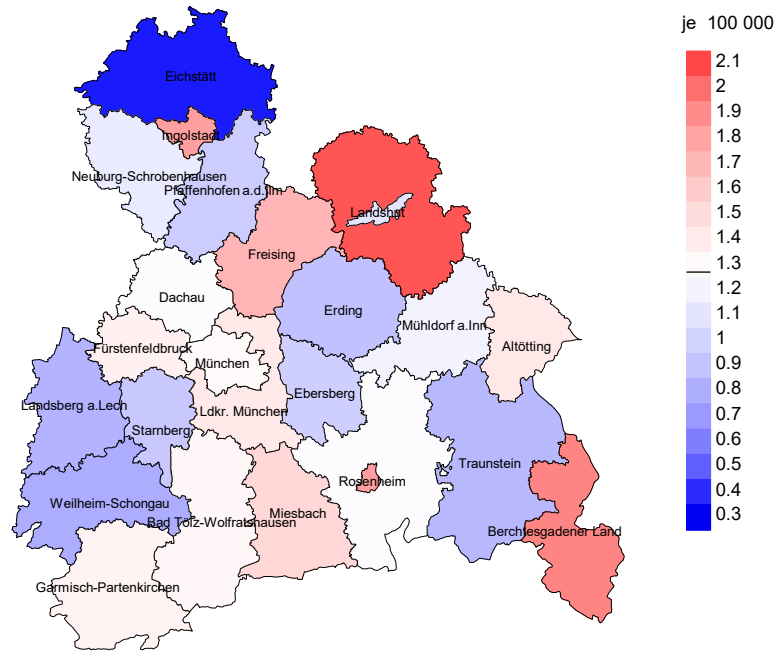 je 100 000
2.1
2
1.9
1.8
1.7
1.6
1.5
1.4
1.3
1.2
1.1
1
0.9
0.8
0.7
0.6
0.5
0.4
0.3
Eichstätt
Ingolstadt
Neuburg-Schrobenhausen
Pfaffenhofen a.d.Ilm
Landshut
Freising
Dachau
Erding
Mühldorf a.Inn
Fürstenfeldbruck
München
Altötting
Landsberg a.Lech
Starnberg
Ldkr. München
Ebersberg
Traunstein
Rosenheim
Weilheim-Schongau
Miesbach
Bad Tölz-Wolfratshausen
Berchtesgadener Land
Garmisch-Partenkirchen